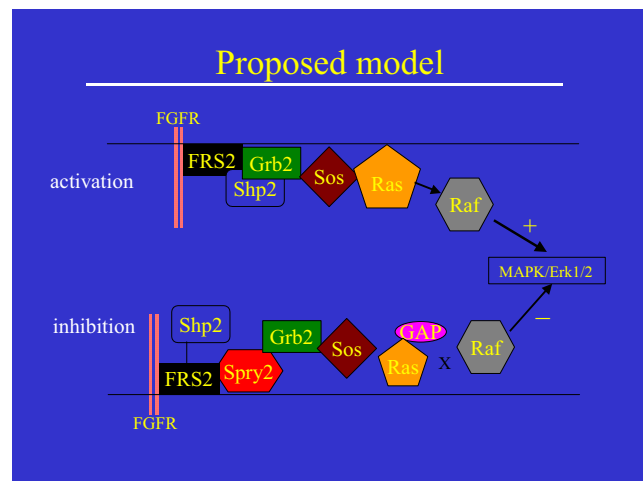 Proposed model
FGFR
activation
FRS2
Grb2
Shp2
Sos
Ras
Raf
+
MAPK/Erk1/2
−
inhibition
Shp2
Grb2
Sos
GAP
Ras
X
Raf
FRS2
Spry2
FGFR